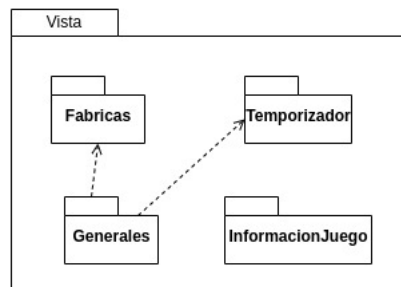 Vista
Fabricas
Temporizador
Generales
InformacionJuego